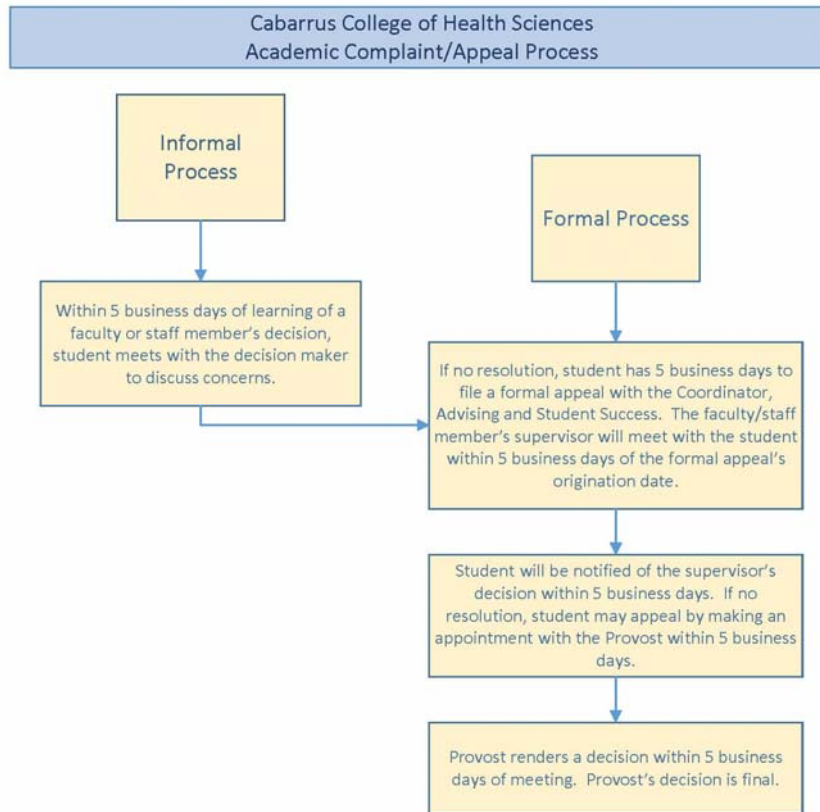 Cabarrus College of Health Sciences
Academic Complaint/Appeal Process
Informal
Process
Within 5 business days of learning of a
faculty or staff member's decision,
student meets with the decision maker
to discuss concerns.
Formal Process
If no resolution, student has 5 business days to
file a formal appeal with the Coordinator,
Advising and Student Success. The faculty/staff
member's supervisor will meet with the student
within 5 business days of the formal appeal's
origination date.
Student will be notified of the supervisor's
decision within 5 business days. If no
resolution, student may appeal by making an
appointment with the Provost within 5 business
days.
Provost renders a decision within 5 business
days of meeting. Provost's decision is final.